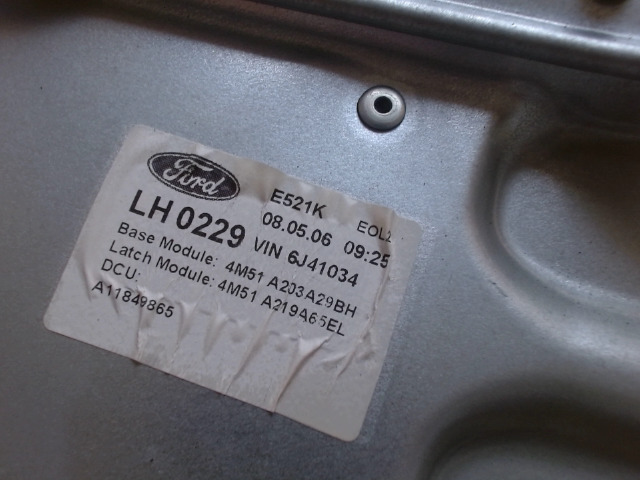 Ford
E521K EOL2
LH 0229 08.05.06 09:25
VIN 6J41034
Base Module: 4M51 A203A29BH
Latch Module: 4M51 A219A65EL
DCU:
A11849865